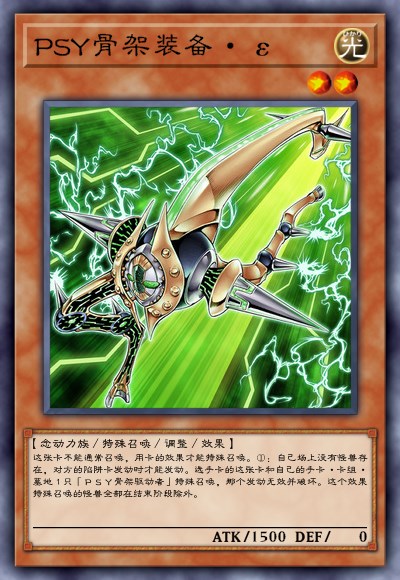 PSY骨架装备・ε
光
【念动力族／特殊召唤／调整／效果】
这张卡不能通常召唤，用卡的效果才能特殊召唤。①：自己场上没有怪兽存
在，对方的陷阱卡发动时才能发动。选手卡的这张卡和自己的手卡・卡组・
墓地1只「PSY骨架驱动者」特殊召唤，那个发动无效并破坏。这个效果
特殊召唤的怪兽全部在结束阶段除外。
ATK/1500 DEF/ 0